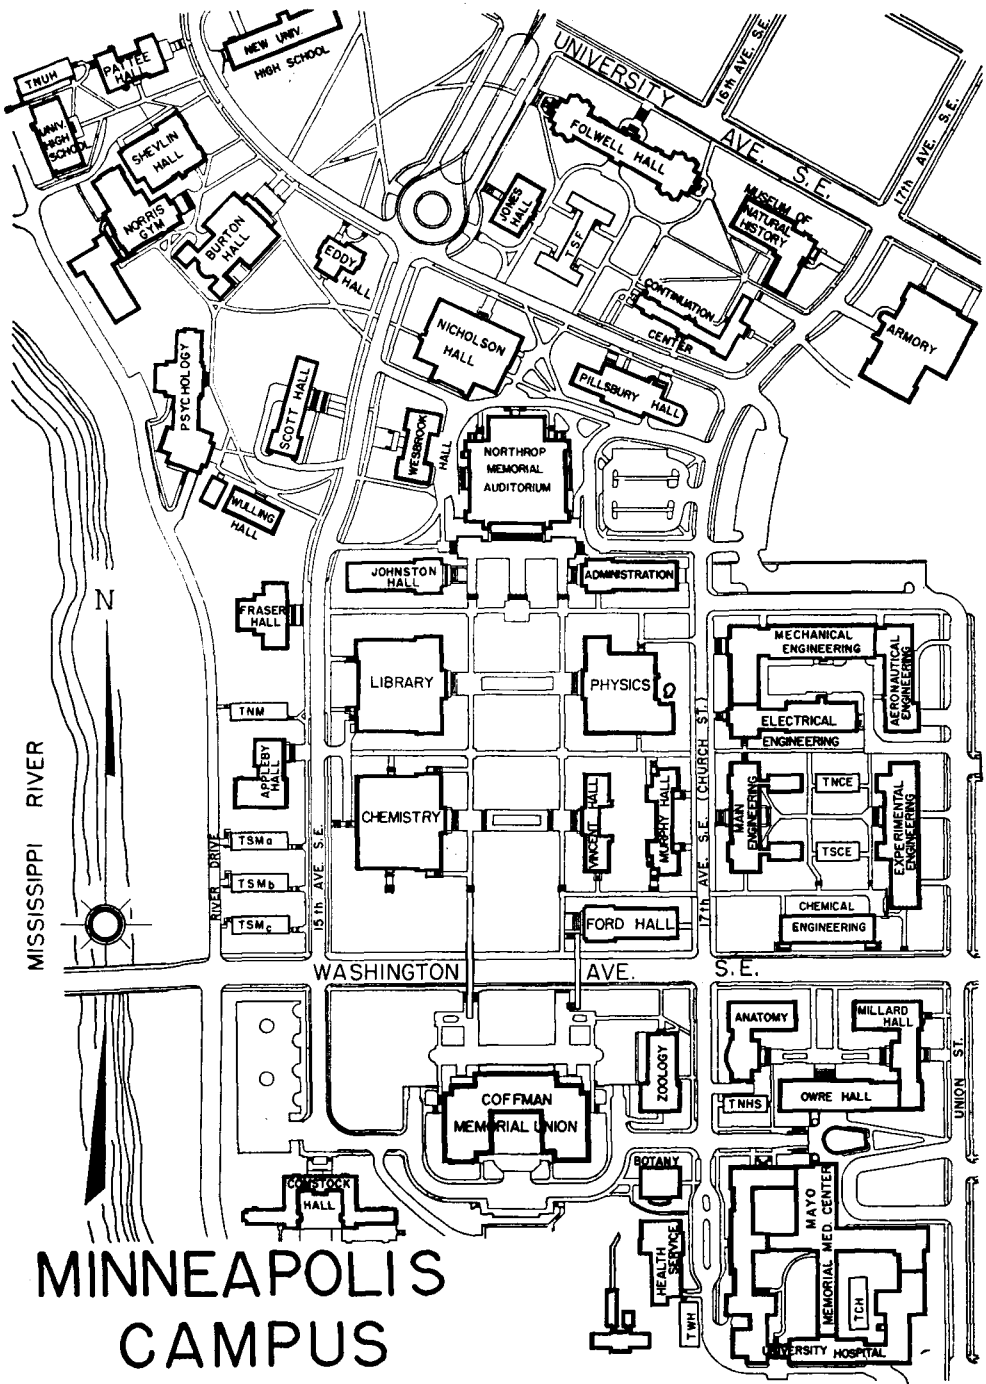 TNUH
PATTEE
HALL
NEW UNIV.
HIGH SCHOOL
UNIVERSITY AVE. S.E.
16th AVE. S.E.
17th AVE. S.E.
UNIV.
HIGH
SCHOOL
SHEVLIN
HALL
NORRIS
GYM
BURTON
HALL
EDDY
HALL
JONES
HALL
FOLWELL HALL
T.S.F.
MUSEUM OF
NATURAL
HISTORY
CONTINUATION
CENTER
ARMORY
NICHOLSON
HALL
PILLSBURY HALL
PSYCHOLOGY
SCOTT HALL
WESBROOK
HALL
NORTHROP
MEMORIAL
AUDITORIUM
WULLING
HALL
JOHNSTON
HALL
ADMINISTRATION
N
FRASER
HALL
LIBRARY
PHYSICS
MECHANICAL
ENGINEERING
AERONAUTICAL
ENGINEERING
ELECTRICAL
ENGINEERING
TNM
APPLEBY
HALL
CHEMISTRY
VINCENT HALL
MURPHY HALL
17th AVE. S.E. (CHURCH ST.)
MAIN
ENGINEERING
TNCE
TSCE
EXPERIMENTAL
ENGINEERING
MISSISSIPPI RIVER
RIVER DRIVE
15th AVE. S.E.
TSMa
TSMb
TSMc
FORD HALL
CHEMICAL
ENGINEERING
WASHINGTON AVE. S.E.
ANATOMY
MILLARD
HALL
ZOOLOGY
TNHS
OWRE HALL
UNION ST.
COFFMAN
MEMORIAL UNION
BOTANY
COMSTOCK
HALL
HEALTH
SERVICE
TWH
MAYO
MEMORIAL MED. CENTER
TCH
UNIVERSITY HOSPITAL
MINNEAPOLIS
CAMPUS